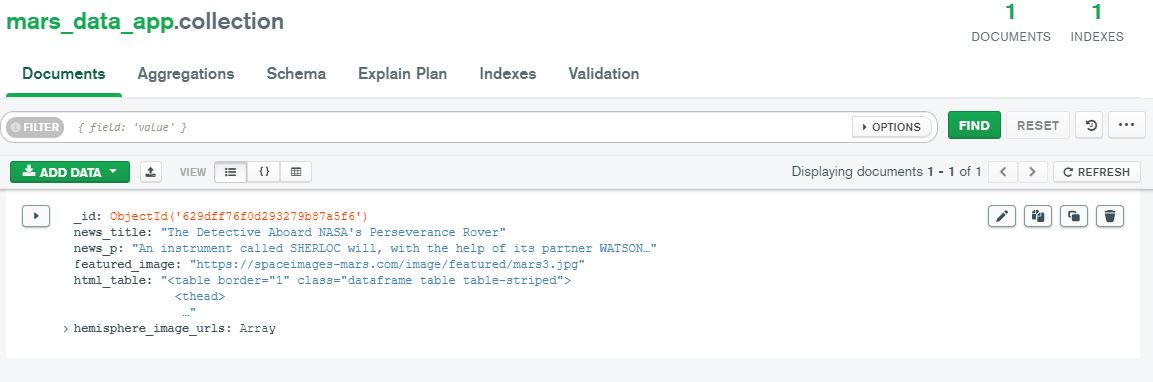 mars_data_app.collection
1 DOCUMENTS 1 INDEXES
Documents Aggregations Schema Explain Plan Indexes Validation
FILTER { field: 'value' } OPTIONS FIND RESET ...
ADD DATA VIEW {} Displaying documents 1 - 1 of 1 < > REFRESH
_id: ObjectId('629dff76f0d293279b87a5f6')
news_title: "The Detective Aboard NASA's Perseverance Rover"
news_p: "An instrument called SHERLOC will, with the help of its partner WATSON…"
featured_image: "https://spaceimages-mars.com/image/featured/mars3.jpg"
html_table: "<table border="1" class="dataframe table table-striped">
<thead>
…"
hemisphere_image_urls: Array